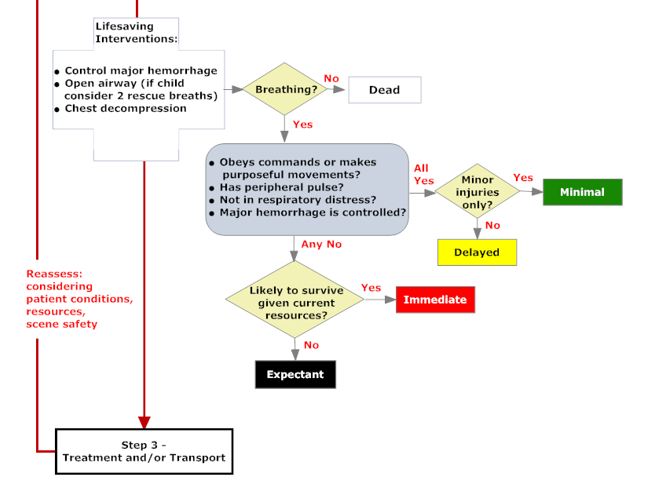 Lifesaving
Interventions:
● Control major hemorrhage
● Open airway (if child
consider 2 rescue breaths)
● Chest decompression
Breathing?
No
Dead
Yes
● Obeys commands or makes
purposeful movements?
● Has peripheral pulse?
● Not in respiratory distress?
● Major hemorrhage is controlled?
All
Yes
Minor
injuries
only?
Yes
Minimal
No
Delayed
Any No
Likely to survive
given current
resources?
Yes
Immediate
No
Expectant
Reassess:
considering
patient conditions,
resources,
scene safety
Step 3 -
Treatment and/or Transport